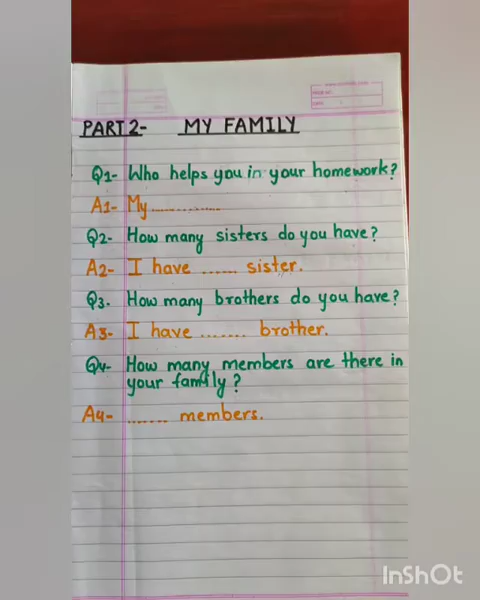 PART 2- MY FAMILY
Q1- Who helps you in your homework?
A1- My..............
Q2- How many sisters do you have?
A2- I have ...... sister.
Q3. How many brothers do you have?
A3- I have ....... brother.
Q4- How many members are there in
your family?
A4- ....... members.
InShOt